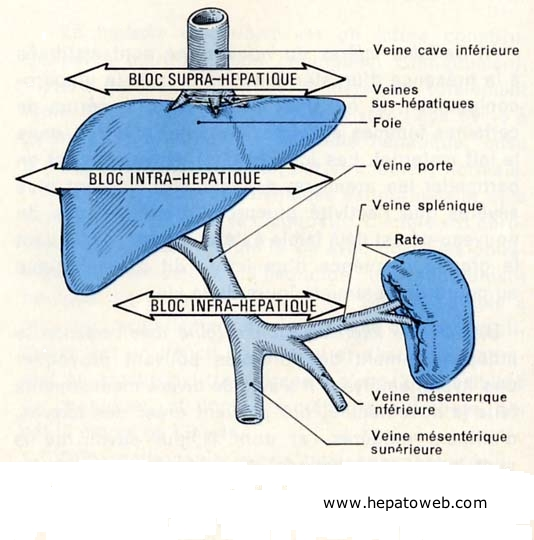 Veine cave inférieure
BLOC SUPRA-HEPATIQUE
Veines
sus-hépatiques
Foie
Veine porte
BLOC INTRA-HEPATIQUE
Veine splénique
Rate
BLOC INFRA-HEPATIQUE
Veine mésentérique
inférieure
Veine mésentérique
supérieure
www.hepatoweb.com